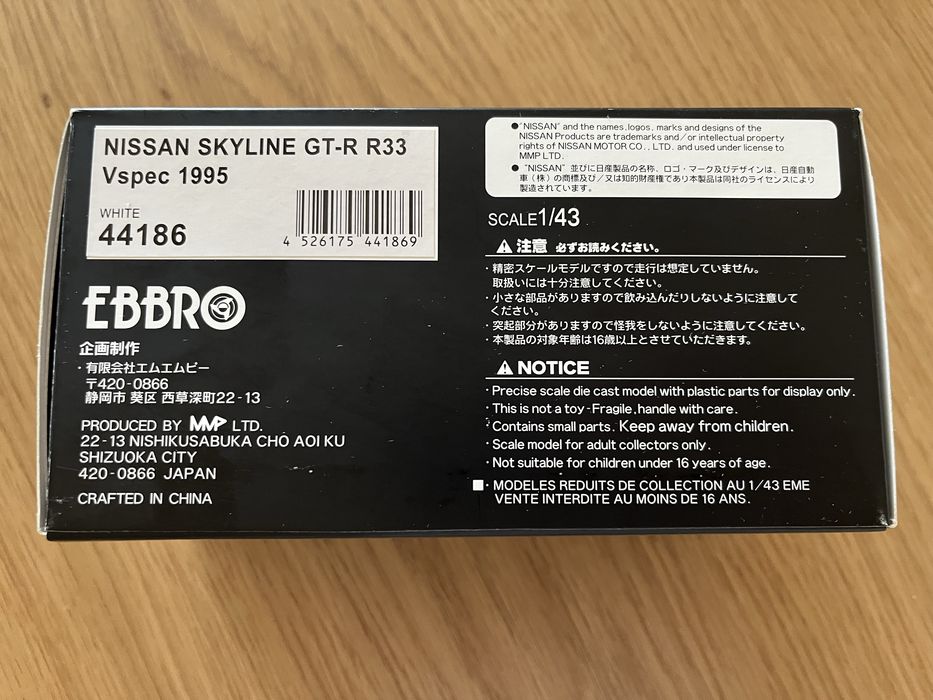 NISSAN SKYLINE GT-R R33
Vspec 1995
WHITE
44186
4 526175 441869
EBBRO
企画制作
・有限会社エムエムピー
〒420-0866
静岡市 葵区 西草深町22-13
PRODUCED BY MMP LTD.
22-13 NISHIKUSABUKA CHO AOI KU
SHIZUOKA CITY
420-0866 JAPAN
CRAFTED IN CHINA
●"NISSAN" and the names,logos, marks and designs of the
NISSAN Products are trademarks and/or intellectual property
rights of NISSAN MOTOR CO., LTD. and used under license to
MMP LTD.
● "NISSAN" 並びに日産製品の名称、ロゴ・マーク及びデザインは、日産自動
車（株）の商標及び／又は知的財産権であり本製品は同社のライセンスにより
製造されています。
SCALE1/43
注意 必ずお読みください。
・精密スケールモデルですので走行は想定していません。
取扱いには十分注意してください。
・小さな部品がありますので飲み込んだりしないように注意して
ください。
・突起部分がありますので怪我をしないように注意してください。
・本製品の対象年齢は16歳以上とさせていただきます。
NOTICE
・Precise scale die cast model with plastic parts for display only.
・This is not a toy-Fragile,handle with care.
・Contains small parts. Keep away from children.
・Scale model for adult collectors only.
・Not suitable for children under 16 years of age.
・MODELES REDUITS DE COLLECTION AU 1/43 EME
VENTE INTERDITE AU MOINS DE 16 ANS.